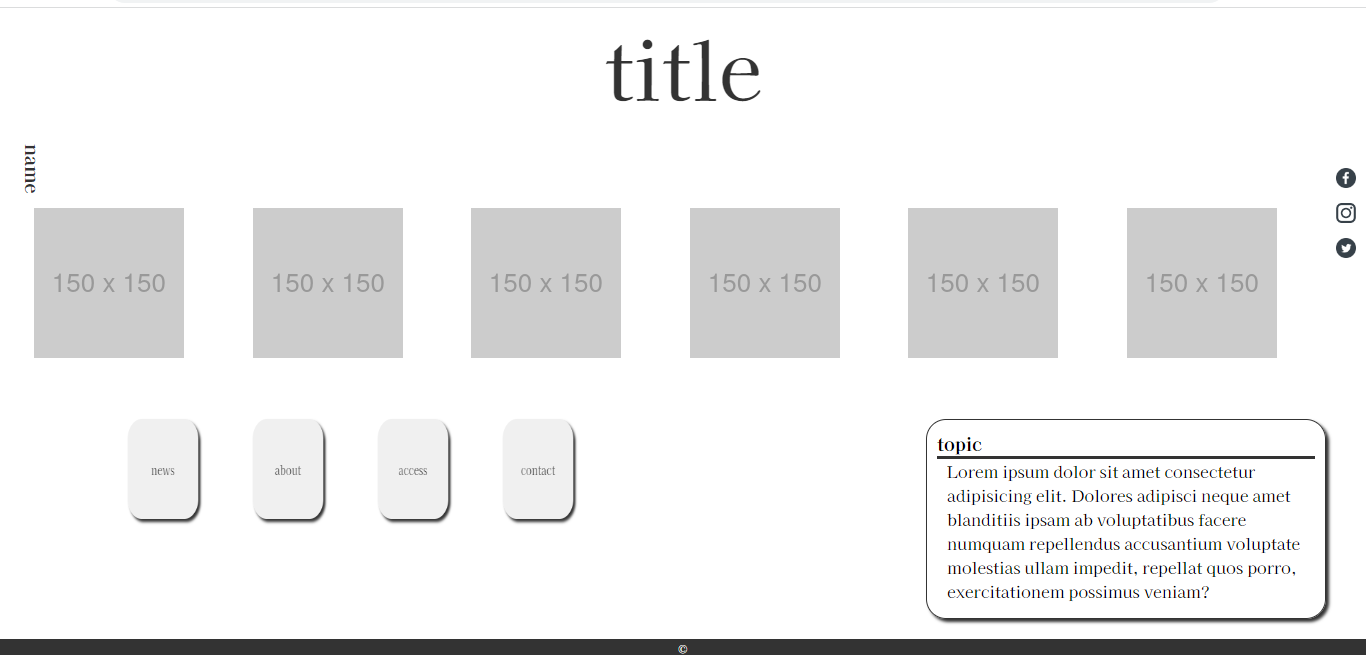 title
name
150 x 150
150 x 150
150 x 150
150 x 150
150 x 150
150 x 150
news
about
access
contact
topic
Lorem ipsum dolor sit amet consectetur
adipisicing elit. Dolores adipisci neque amet
blanditiis ipsam ab voluptatibus facere
numquam repellendus accusantium voluptate
molestias ullam impedit, repellat quos porro,
exercitationem possimus veniam?
©